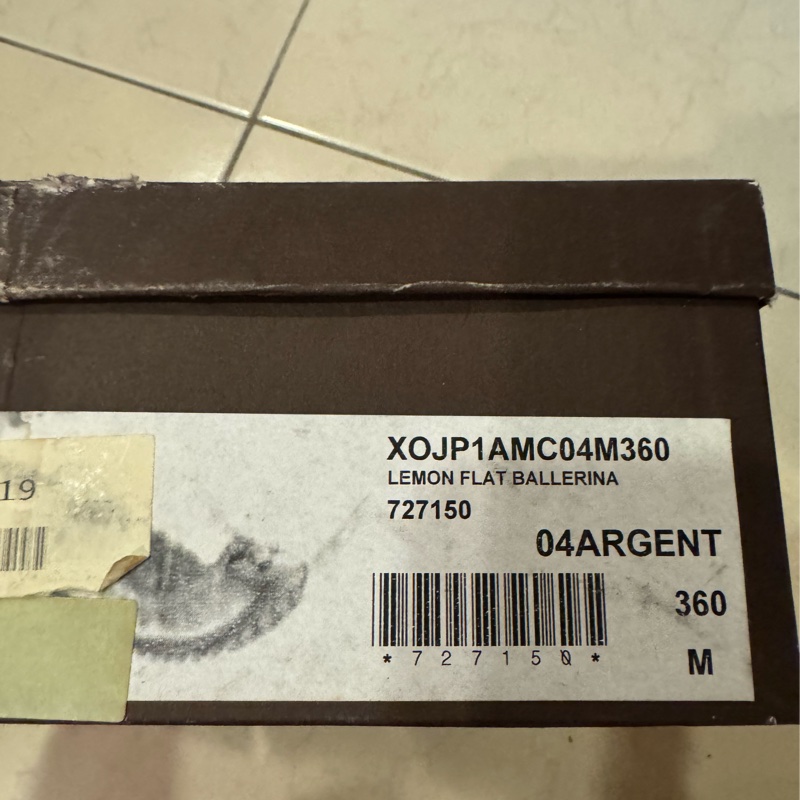 XOJP1AMC04M360
LEMON FLAT BALLERINA
727150
04ARGENT
360
*727150*
M
19